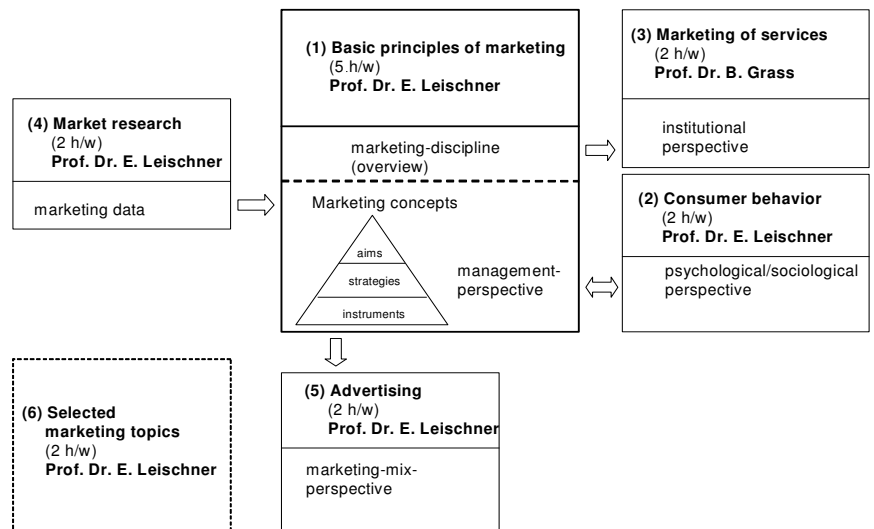 (1) Basic principles of marketing
(5.h/w)
Prof. Dr. E. Leischner
marketing-discipline
(overview)
Marketing concepts
aims
strategies
instruments
management-
perspective
(3) Marketing of services
(2 h/w)
Prof. Dr. B. Grass
institutional
perspective
(4) Market research
(2 h/w)
Prof. Dr. E. Leischner
marketing data
(2) Consumer behavior
(2 h/w)
Prof. Dr. E. Leischner
psychological/sociological
perspective
(6) Selected
marketing topics
(2 h/w)
Prof. Dr. E. Leischner
(5) Advertising
(2 h/w)
Prof. Dr. E. Leischner
marketing-mix-
perspective